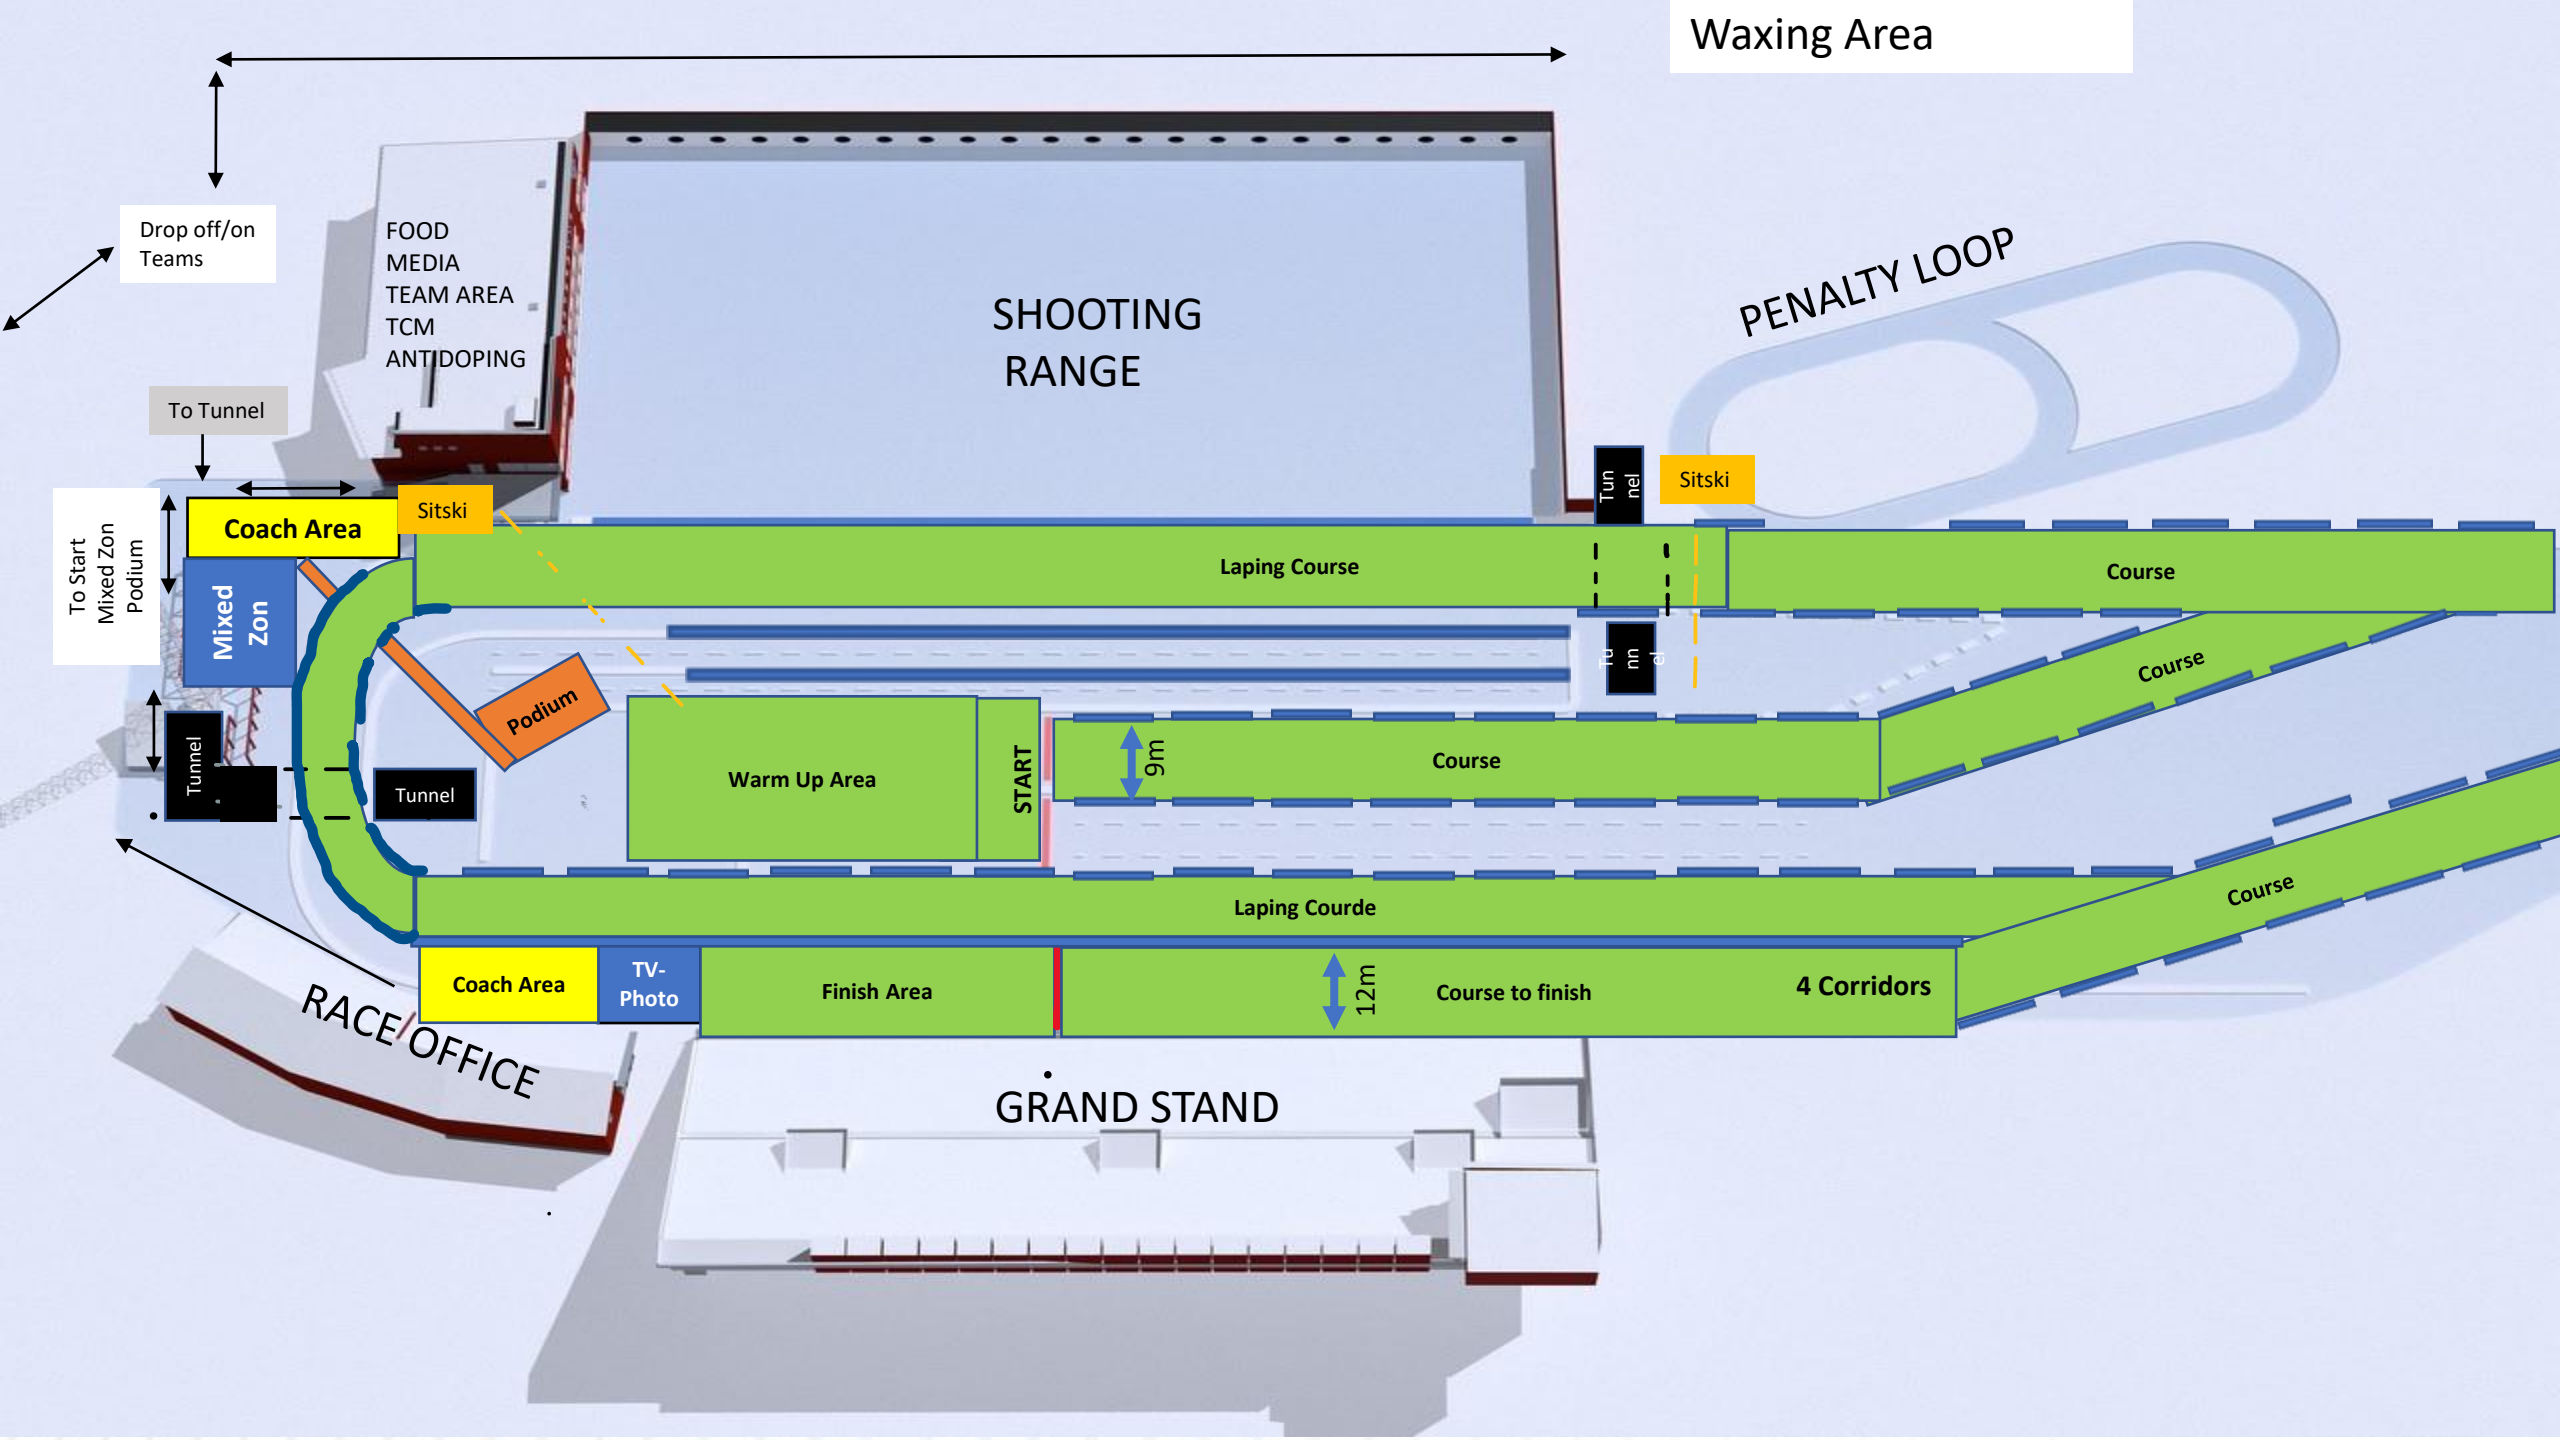 Waxing Area
Drop off/on
Teams
FOOD
MEDIA
TEAM AREA
TCM
ANTIDOPING
SHOOTING
RANGE
PENALTY LOOP
To Tunnel
Tun
nel
Sitski
Sitski
Coach Area
To Start
Mixed Zon
Podium
Mixed
Zon
Laping Course
Course
Tu
nn
el
Course
Podium
Tunnel
Tunnel
Warm Up Area
START
9m
Course
Laping Courde
Course
Coach Area
TV-
Photo
Finish Area
12m
Course to finish
4 Corridors
RACE OFFICE
GRAND STAND